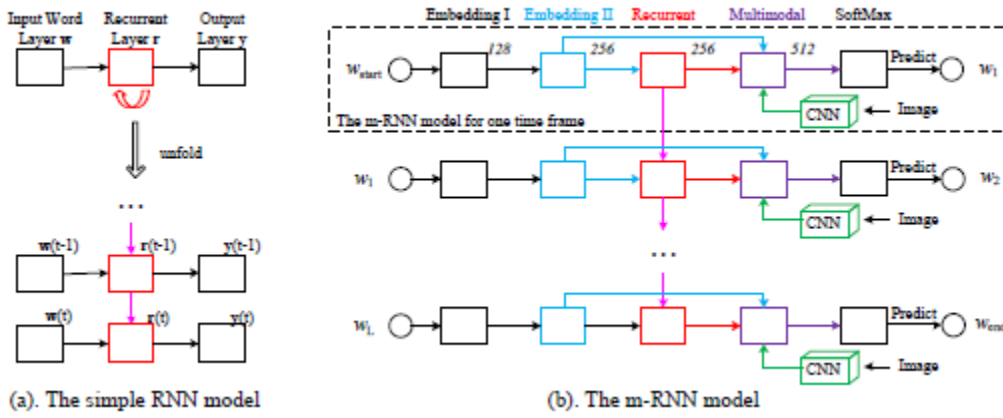 Input Word Layer w
Recurrent Layer r
Output Layer y
unfold
...
w(t-1)
r(t-1)
y(t-1)
w(t)
r(t)
y(t)
(a). The simple RNN model
Embedding I
Embedding II
Recurrent
Multimodal
SoftMax
128
256
256
512
Predict
wstart
w1
CNN
Image
The m-RNN model for one time frame
w1
Predict
w2
CNN
Image
...
wL
Predict
wend
CNN
Image
(b). The m-RNN model